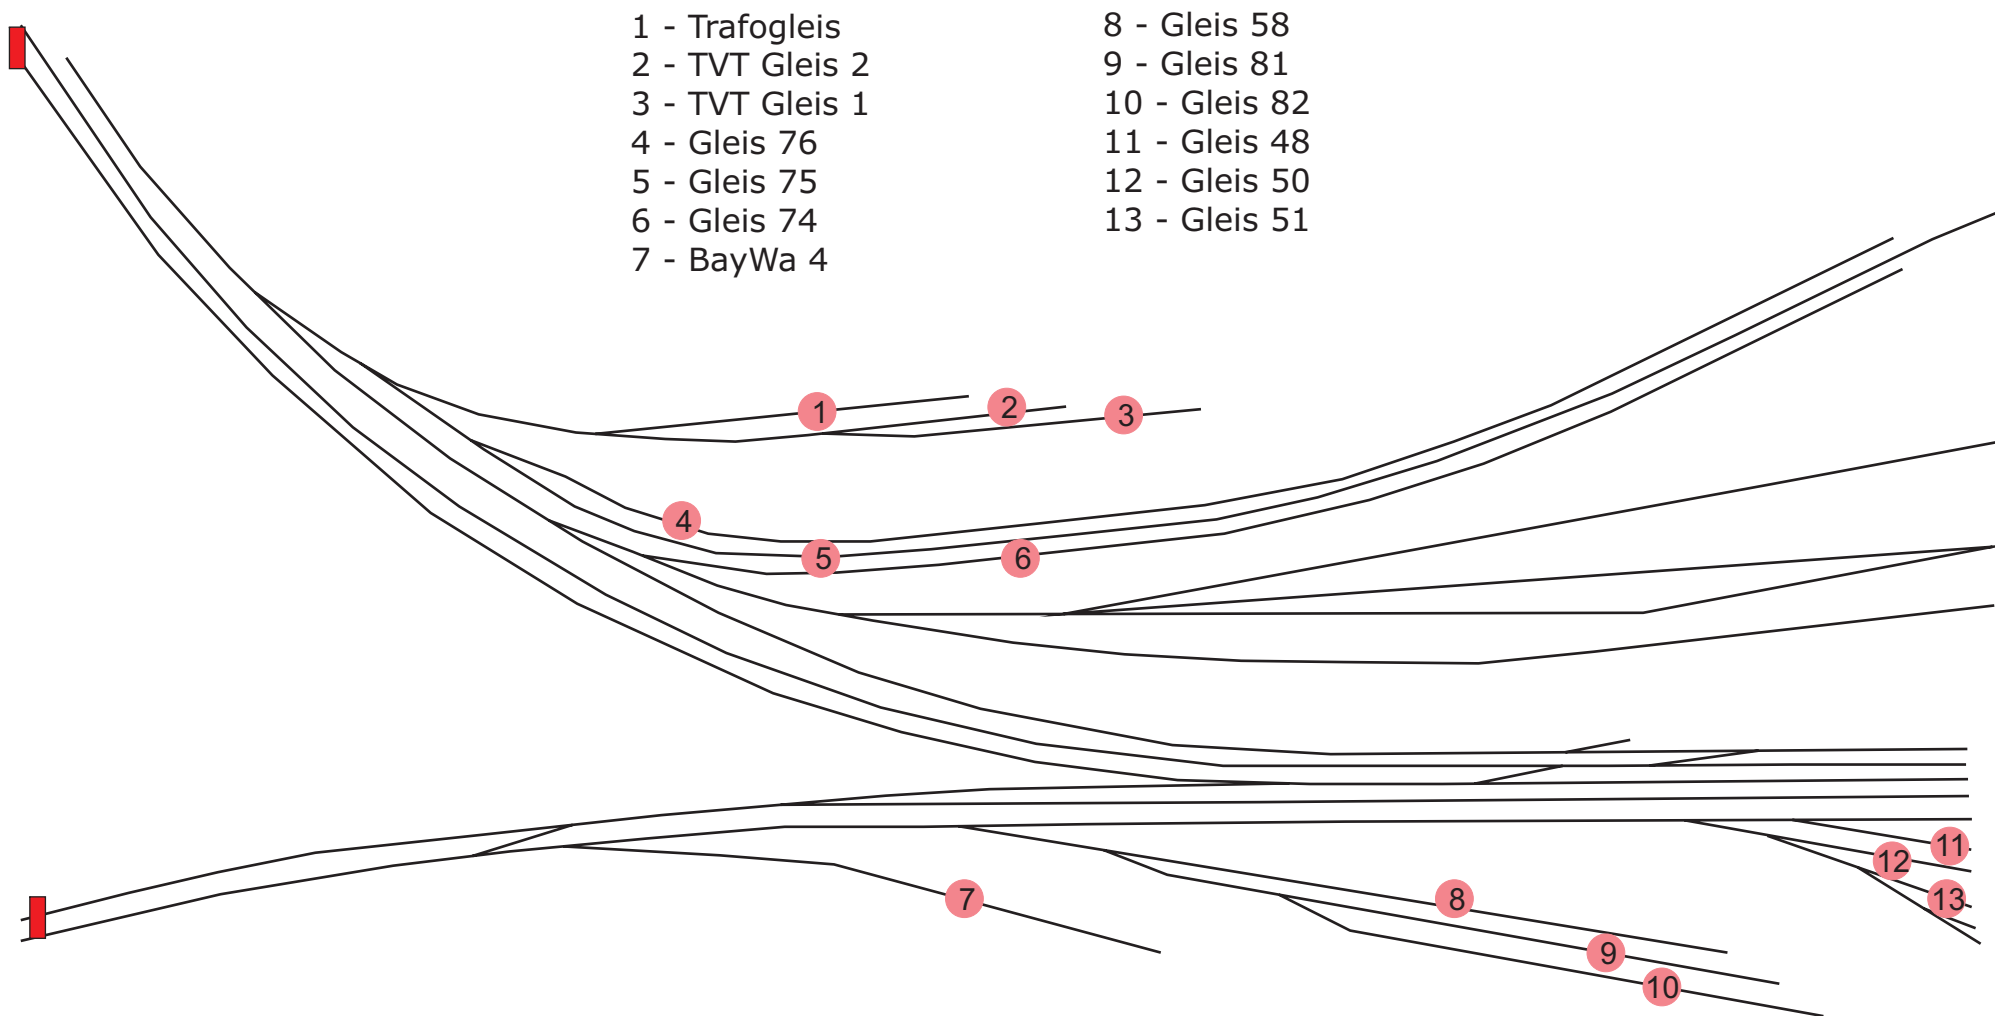 1 - Trafogleis
2 - TVT Gleis 2
3 - TVT Gleis 1
4 - Gleis 76
5 - Gleis 75
6 - Gleis 74
7 - BayWa 4
8 - Gleis 58
9 - Gleis 81
10 - Gleis 82
11 - Gleis 48
12 - Gleis 50
13 - Gleis 51
1
2
3
4
5
6
7
8
9
10
11
12
13